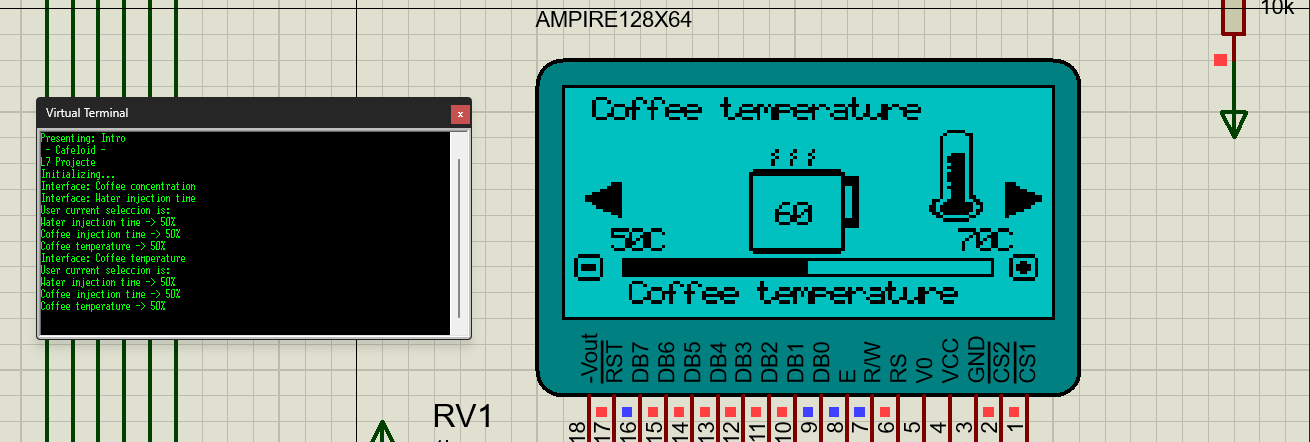 AMPIRE128X64
10k
Virtual Terminal
x
Presenting: Intro
- Cafeloid -
L7 Projecte
Initializing...
Interface: Coffee concentration
Interface: Water injection time
User current seleccion is:
Water injection time -> 50%
Coffee injection time -> 50%
Coffee temperature -> 50%
Interface: Coffee temperature
User current seleccion is:
Water injection time -> 50%
Coffee injection time -> 50%
Coffee temperature -> 50%
Coffee temperature
60
50C
70C
Coffee temperature
-Vout
RST
DB7
DB6
DB5
DB4
DB3
DB2
DB1
DB0
E
R/W
RS
V0
VCC
GND
CS2
CS1
18
17
16
15
14
13
12
11
10
9
8
7
6
5
4
3
2
1
RV1